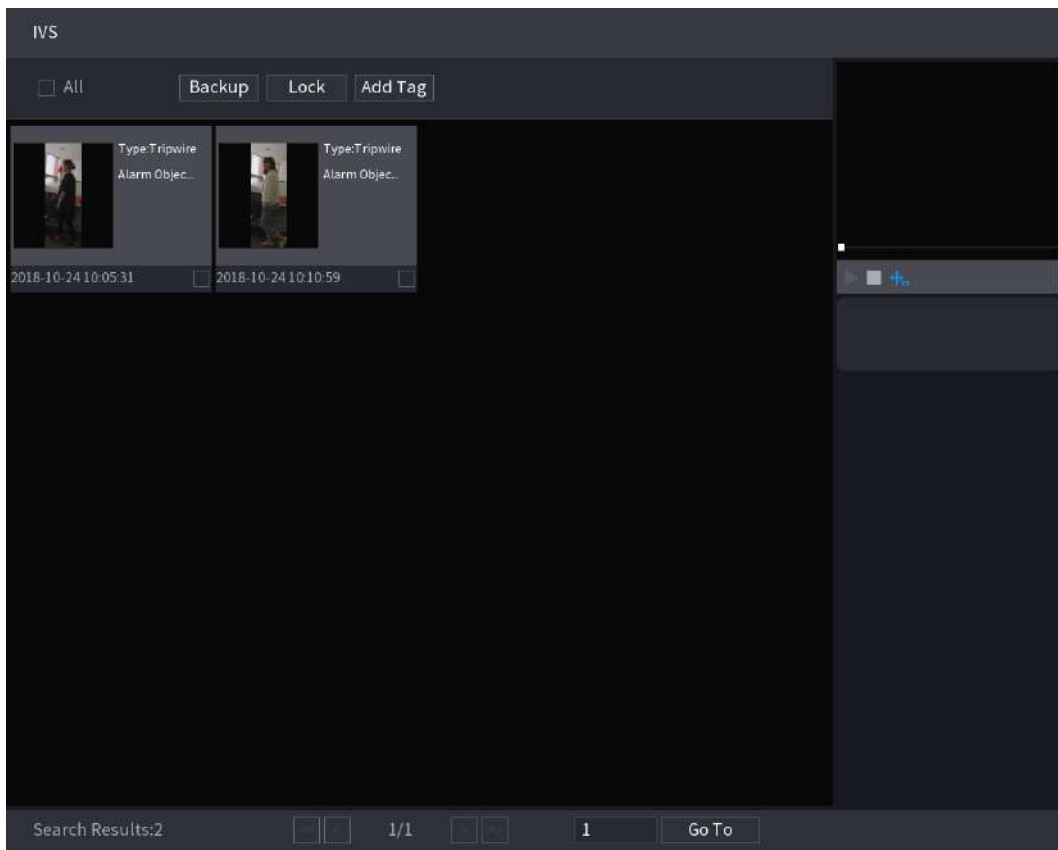 IVS
All Backup Lock Add Tag
Type:Tripwire
Alarm Objec...
2018-10-24 10:05:31
Type:Tripwire
Alarm Objec...
2018-10-24 10:10:59
Search Results:2 1/1 1 Go To